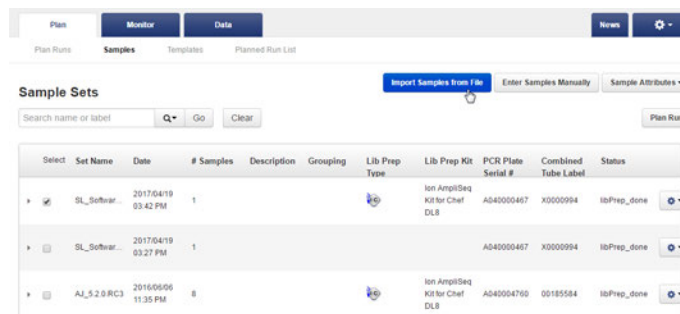 Plan Monitor Data News
Plan Runs Samples Templates Planned Run List
Import Samples from File Enter Samples Manually Sample Attributes
Sample Sets
Search name or label Go Clear
Plan Run
Select Set Name Date # Samples Description Grouping Lib Prep Type Lib Prep Kit PCR Plate Serial # Combined Tube Label Status
SL_Softwar... 2017/04/19 03:42 PM 1 Ion AmpliSeq Kit for Chef DL8 A040000467 X0000994 libPrep_done
SL_Softwar... 2017/04/19 03:27 PM 1 A040000467 X0000994 libPrep_done
AJ_5.2.0.RC3 2016/06/06 11:35 PM 8 Ion AmpliSeq Kit for Chef DL8 A040004760 00185584 libPrep_done